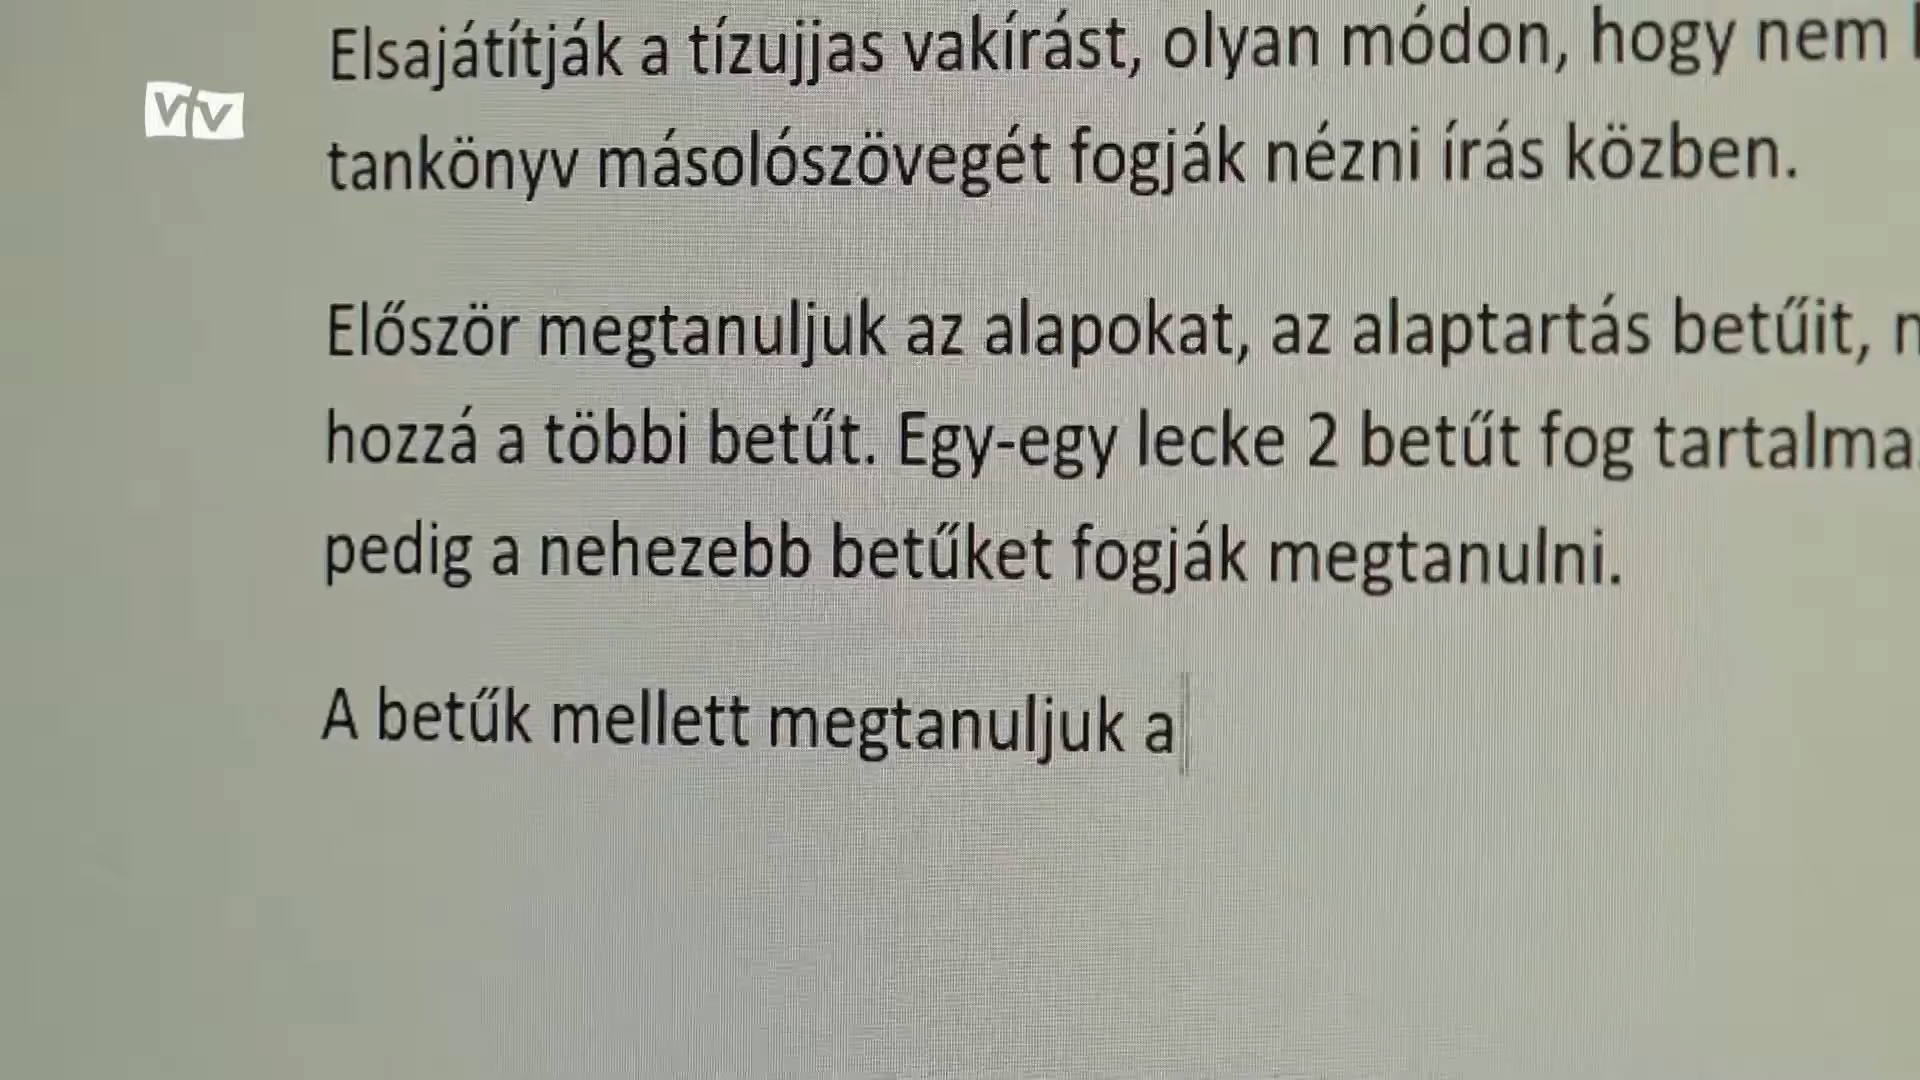 Elsajátítják a tízujjas vakírást, olyan módon, hogy nem
vtv
tankönyv másolószövegét fogják nézni írás közben.
Először megtanuljuk az alapokat, az alaptartás betűit,
hozzá a többi betűt. Egy-egy lecke 2 betűt fog
pedig a nehezebb betűket fogják megtanulni.
A betűk mellett megtanuljuk a